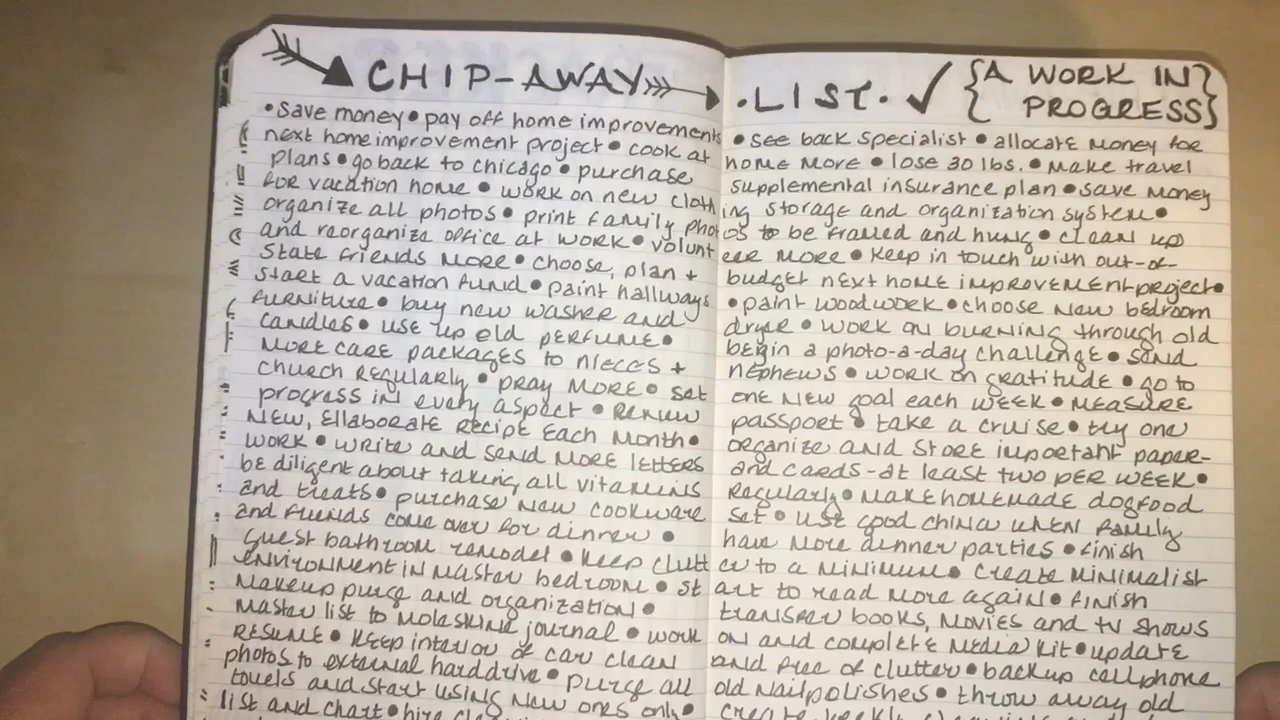 CHIP-AWAY LIST. ✓ {A WORK IN PROGRESS}
• Save money • pay off home improvements • see back specialist • allocate money for
next home improvement project • cook at home more • lose 30 lbs. • make travel
plans • go back to chicago • purchase supplemental insurance plan • save money
for vacation home • work on new clothing storage and organization system •
organize all photos • print family photos to be framed and hung • clean up
and reorganize office at work • volunteer more • keep in touch with out-of-
state friends more • choose, plan + budget next home improvement project •
start a vacation fund • paint hallways • paint woodwork • choose new bedroom
furniture • buy new washer and dryer • work on burning through old
candles • use up old perfume • begin a photo-a-day challenge • send
more care packages to nieces + nephews • work on gratitude • go to
church regularly • pray more • set one new goal each week • measure
progress in every aspect • renew passport • take a cruise • try one
new, ellaborate recipe each month • organize and store important paper-
work • write and send more letters and cards - at least two per week •
be diligent about taking all vitamins regularly • make homemade dogfood
and treats • purchase new cookware set • use good china when family
and friends come over for dinner • have more dinner parties • finish
guest bathroom remodel • keep clutter to a minimum • create minimalist
environment in master bedroom • start to read more again • finish
makeup purge and organization • transfer books, movies and tv shows
master list to moleskine journal • work on and complete media kit • update
resume • keep interior of car clean and free of clutter • backup cellphone
photos to external harddrive • purge all old nailpolishes • throw away old
towels and start using new ones only • create weekly
list and chart • hire